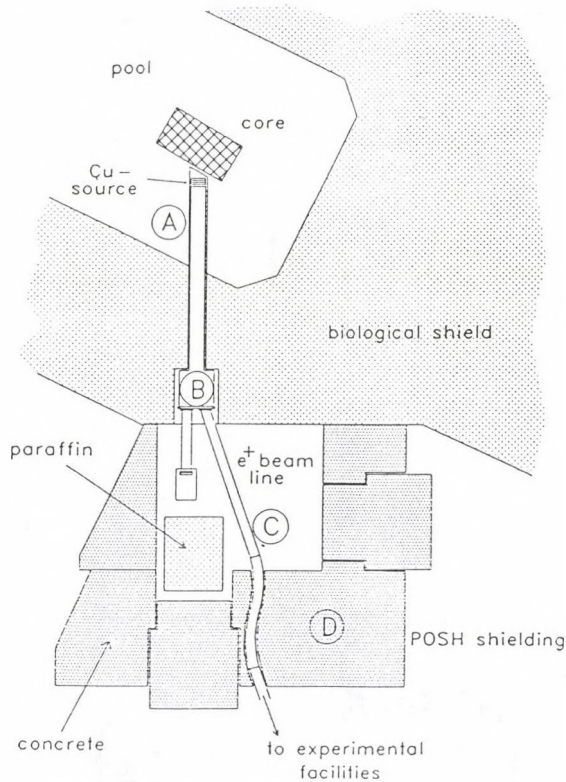 pool
core
Cu-
source
A
biological shield
B
paraffin
e+ beam
line
C
D
POSH shielding
concrete
to experimental
facilities